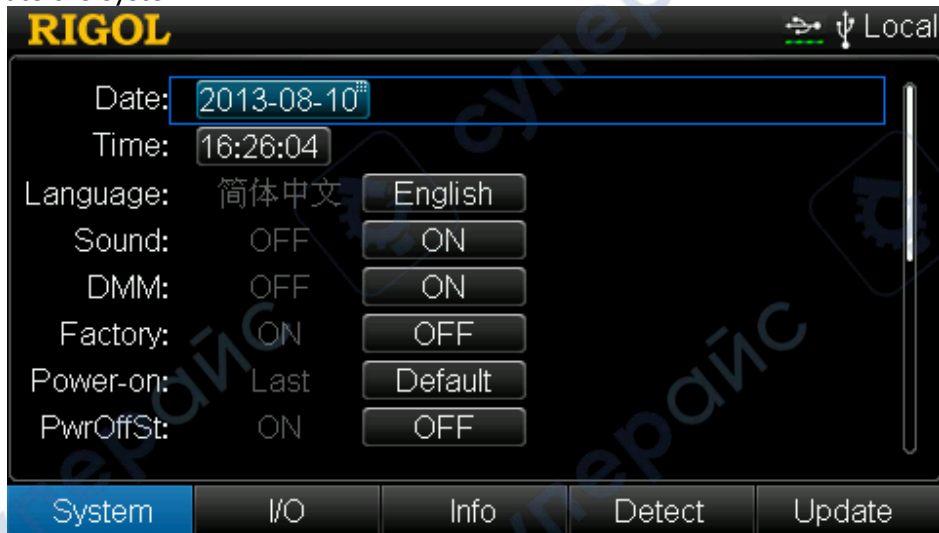 RIGOL Local
Date: 2013-08-10
Time: 16:26:04
Language: 简体中文 English
Sound: OFF ON
DMM: OFF ON
Factory: ON OFF
Power-on: Last Default
PwrOffSt: ON OFF
System I/O Info Detect Update
суперайс